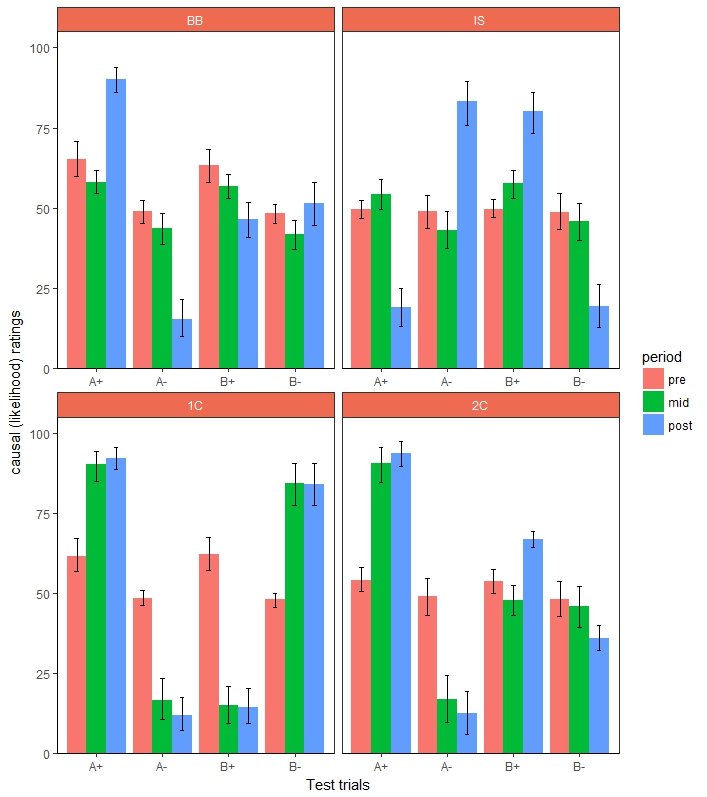 BB IS
100
75
50
25
0
A+ A- B+ B- A+ A- B+ B-
causal (likelihood) ratings
period
pre
mid
post
1C 2C
100
75
50
25
0
A+ A- B+ B- A+ A- B+ B-
Test trials